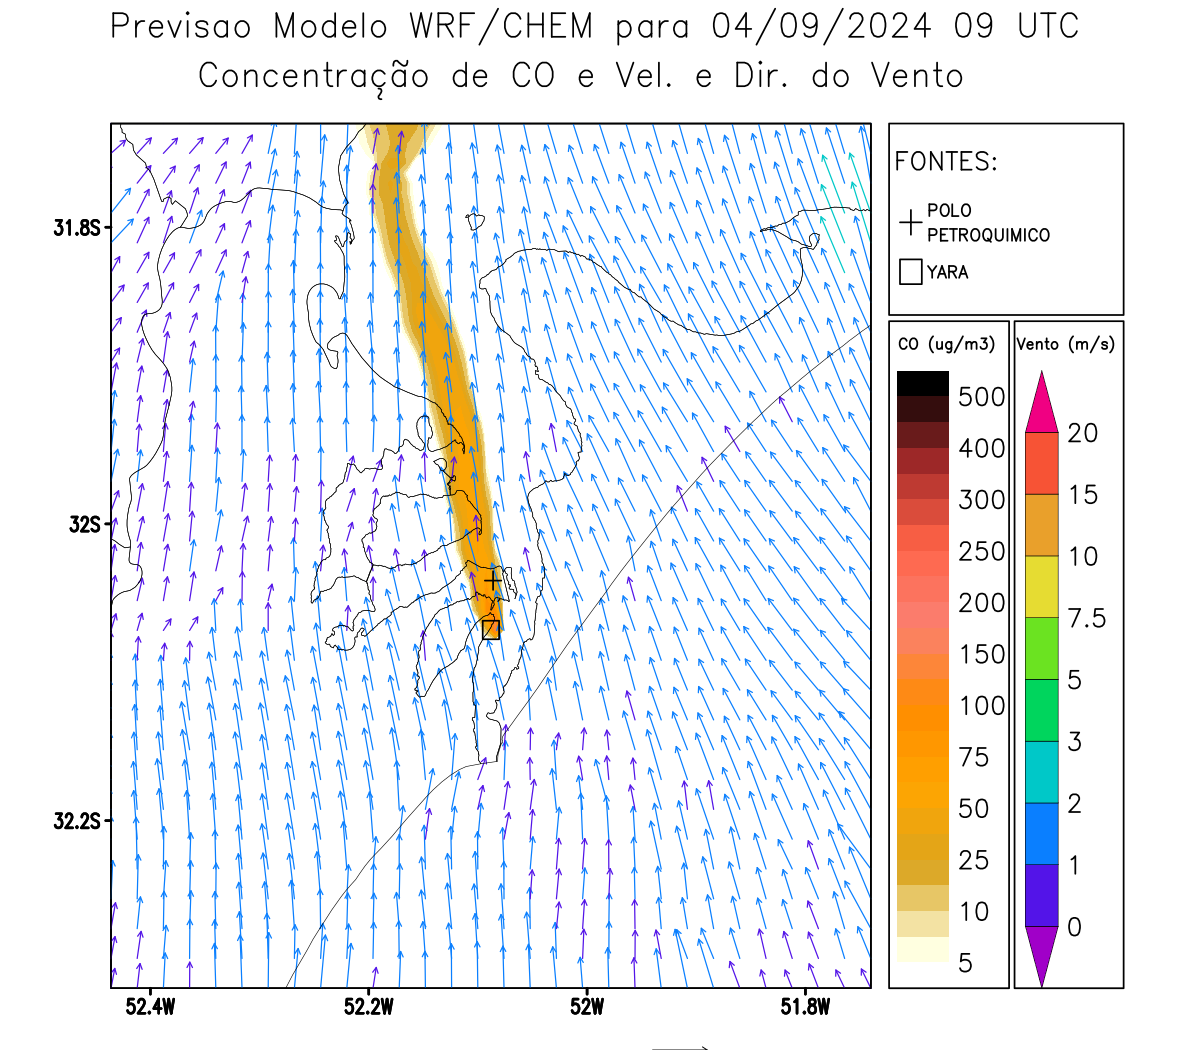 Previsao Modelo WRF/CHEM para 04/09/2024 09 UTC
Concentração de CO e Vel. e Dir. do Vento
FONTES:
POLO
PETROQUIMICO
YARA
31.8S
32S
32.2S
52.4W
52.2W
52W
51.8W
CO (ug/m3)
500
400
300
250
200
150
100
75
50
25
10
5
Vento (m/s)
20
15
10
7.5
5
3
2
1
0